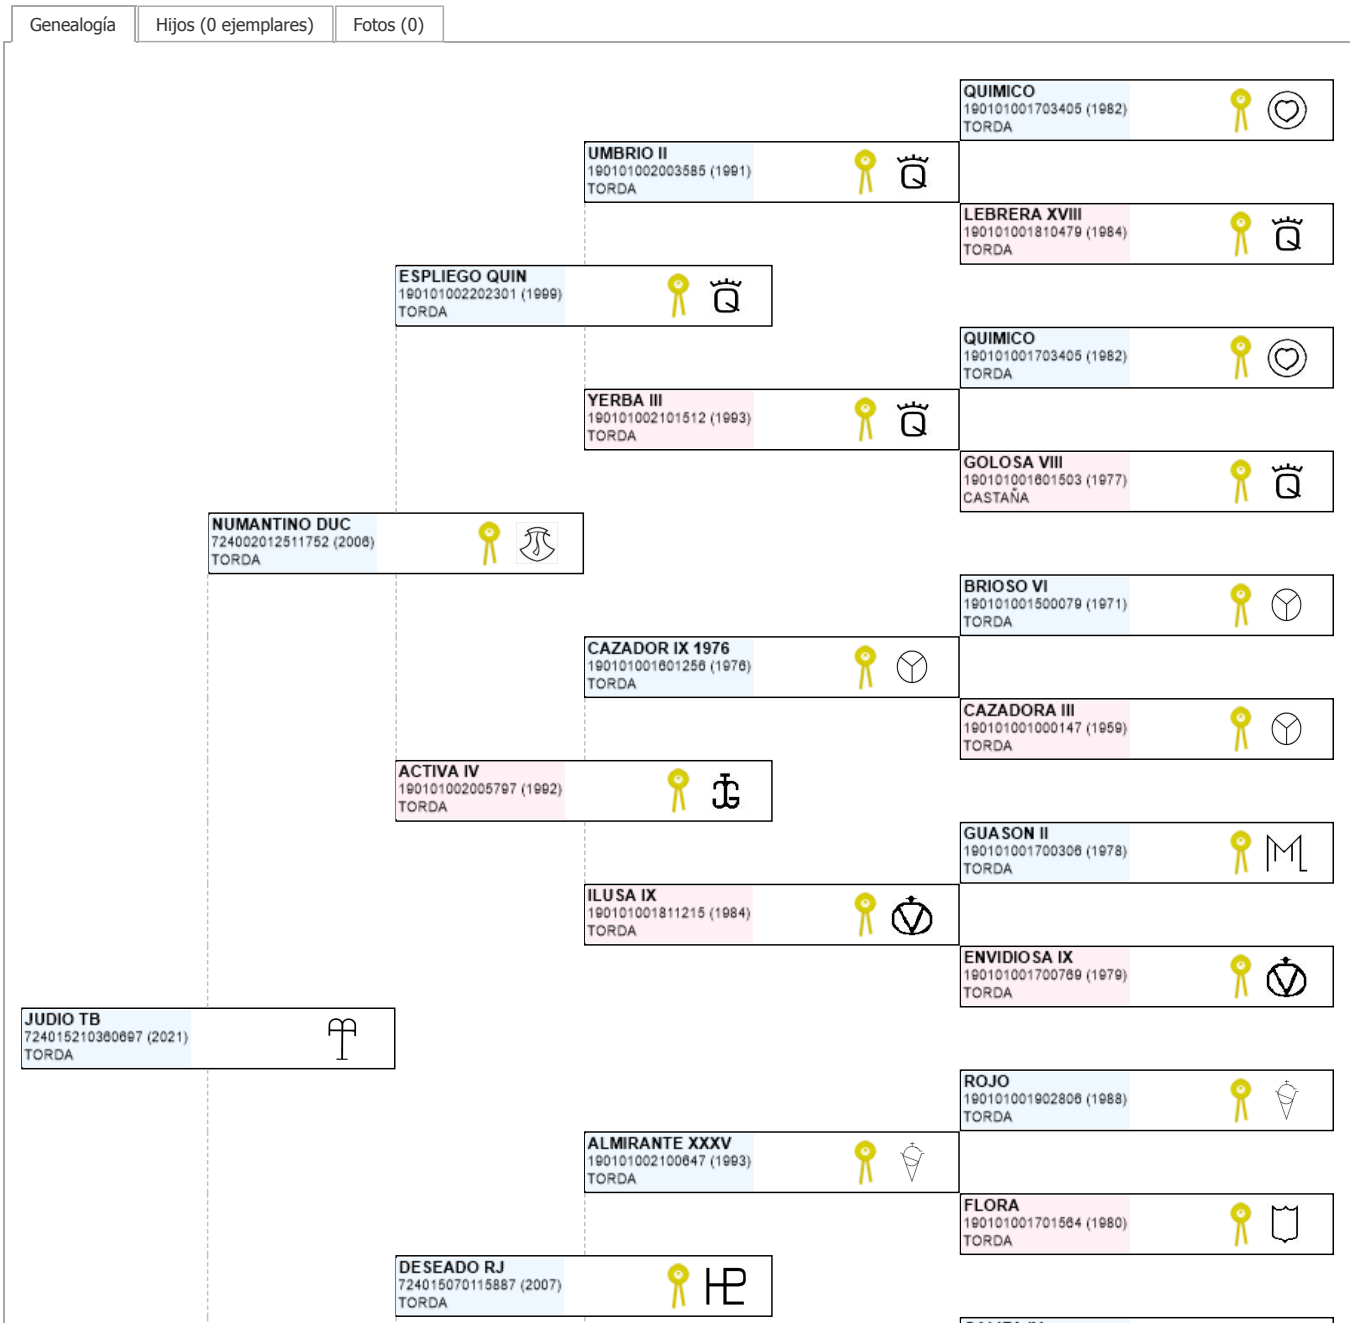 Genealogía
Hijos (0 ejemplares)
Fotos (0)
QUIMICO
190101001703405 (1982)
TORDA
UMBRIO II
190101002003585 (1991)
TORDA
LEBRERA XVIII
190101001810479 (1984)
TORDA
ESPLIEGO QUIN
190101002202301 (1999)
TORDA
QUIMICO
190101001703405 (1982)
TORDA
YERBA III
190101002101512 (1993)
TORDA
GOLOSA VIII
190101001601503 (1977)
CASTAÑA
NUMANTINO DUC
724002012511752 (2006)
TORDA
BRIOSO VI
190101001500079 (1971)
TORDA
CAZADOR IX 1976
190101001601256 (1976)
TORDA
CAZADORA III
190101001000147 (1959)
TORDA
ACTIVA IV
190101002005797 (1992)
TORDA
GUASON II
190101001700306 (1978)
TORDA
ILUSA IX
190101001811215 (1984)
TORDA
ENVIDIOSA IX
190101001700769 (1979)
TORDA
JUDIO TB
724015210360697 (2021)
TORDA
ROJO
190101001902806 (1988)
TORDA
ALMIRANTE XXXV
190101002100647 (1993)
TORDA
FLORA
190101001701564 (1980)
TORDA
DESEADO RJ
724015070115887 (2007)
TORDA